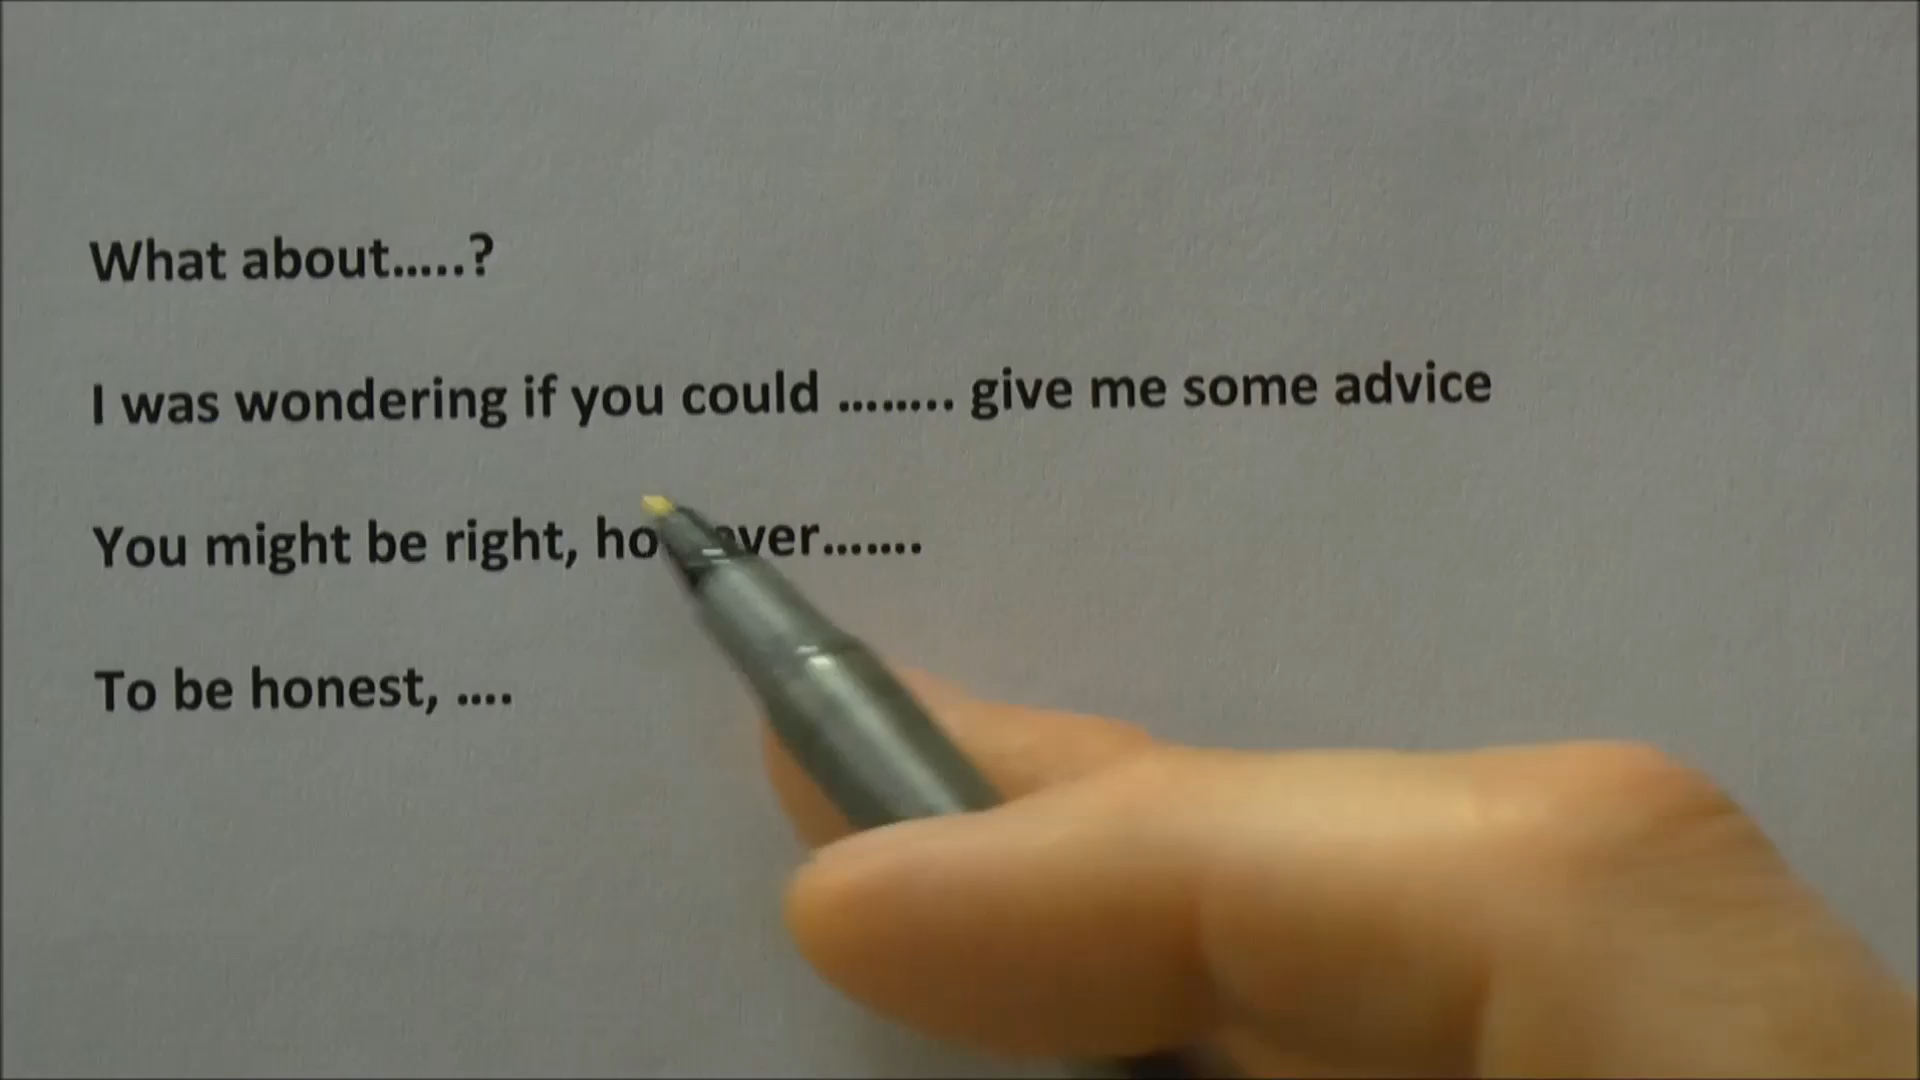 What about.....?
I was wondering if you could ........ give me some advice
You might be right, however.......
To be honest, ....